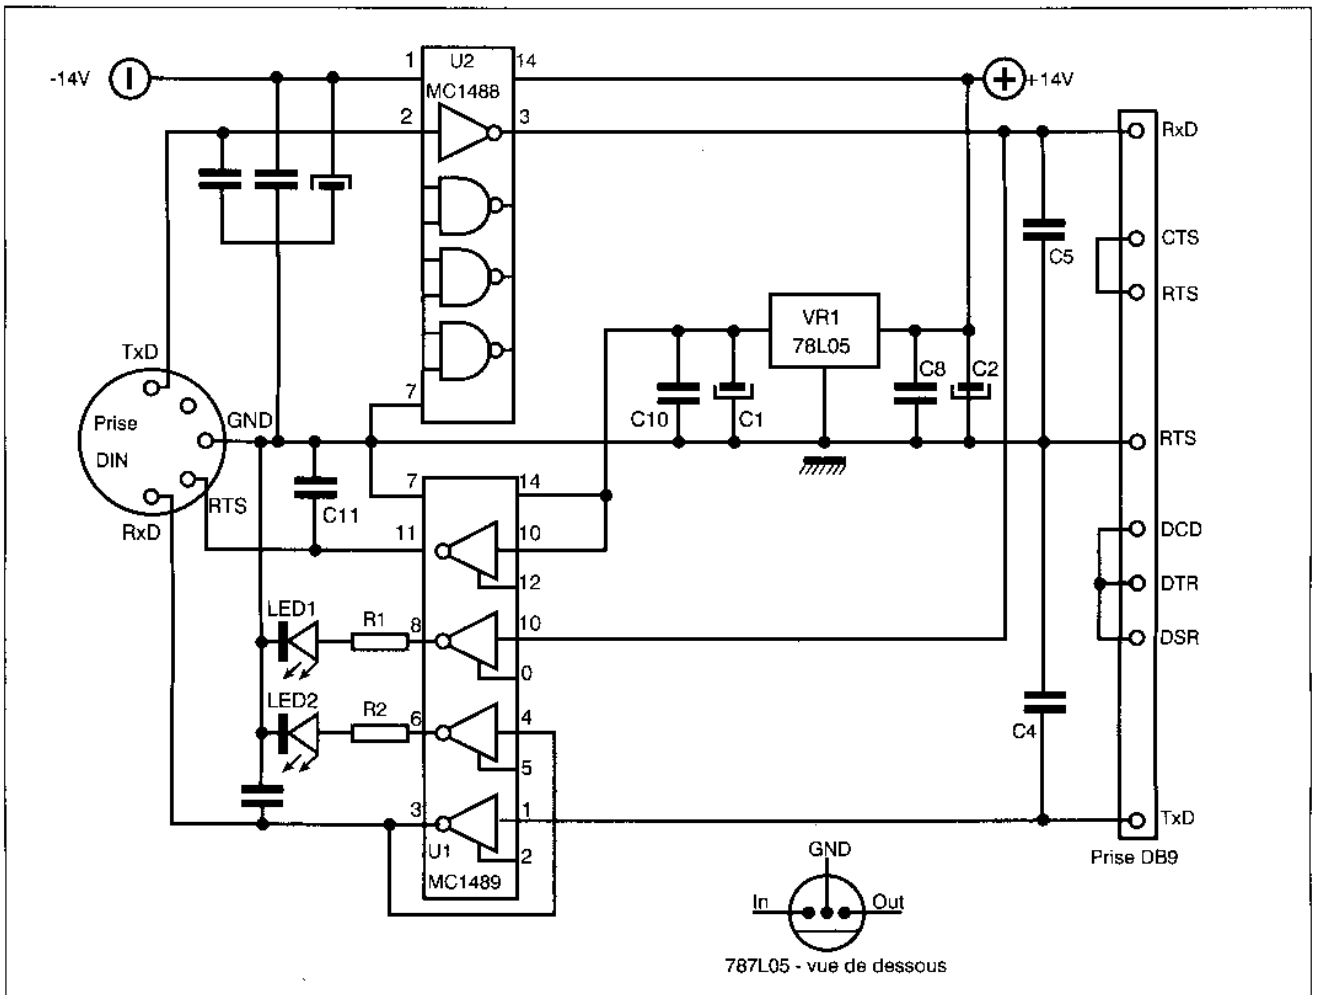 -14V
1
U2
14
MC1488
+14V
2
3
RxD
CTS
C5
RTS
VR1
78L05
TxD
C8
C2
7
C10
C1
Prise
GND
DIN
RTS
7
14
RTS
C11
RxD
11
10
DCD
12
DTR
LED1
R1
8
10
DSR
0
LED2
R2
6
4
C4
5
3
1
TxD
U1
2
MC1489
GND
Prise DB9
In
Out
787L05 - vue de dessous